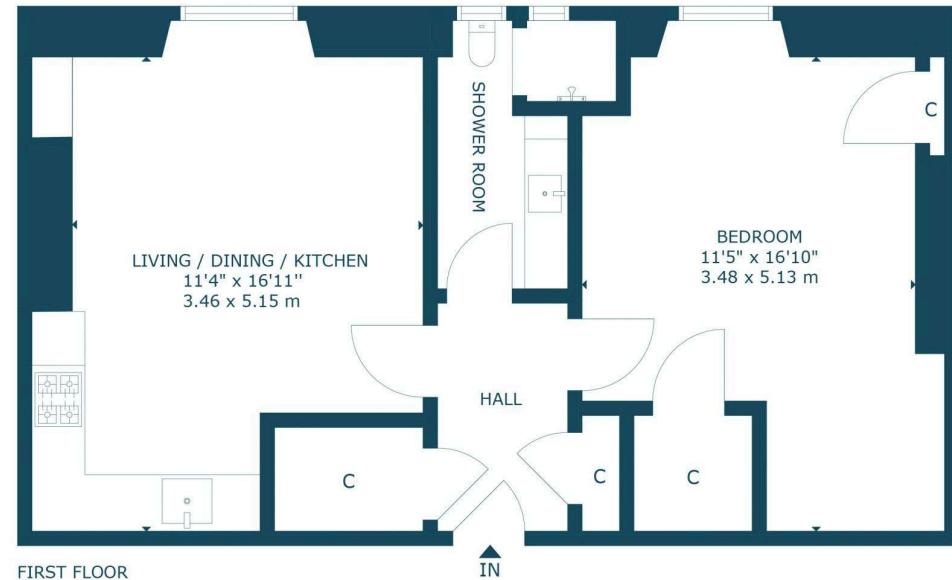 SHOWER ROOM
C
LIVING / DINING / KITCHEN
11'4" x 16'11''
3.46 x 5.15 m
BEDROOM
11'5" x 16'10"
3.48 x 5.13 m
HALL
C
C
C
FIRST FLOOR
IN